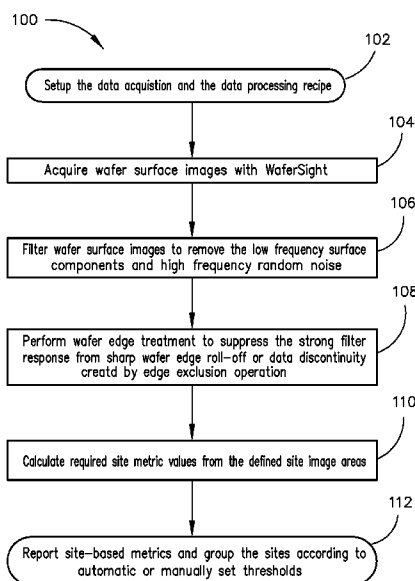 100
102
Setup the data acquistion and the data processing recipe
104
Acquire wafer surface images with WaferSight
106
Filter wafer surface images to remove the low frequency surface
components and high frequency random noise
108
Perform wafer edge treatment to suppress the strong filter
response from sharp wafer edge roll-off or data discontinuity
creatd by edge exclusion operation
110
Calculate required site metric values from the defined site image areas
112
Report site-based metrics and group the sites according to
automatic or manually set thresholds